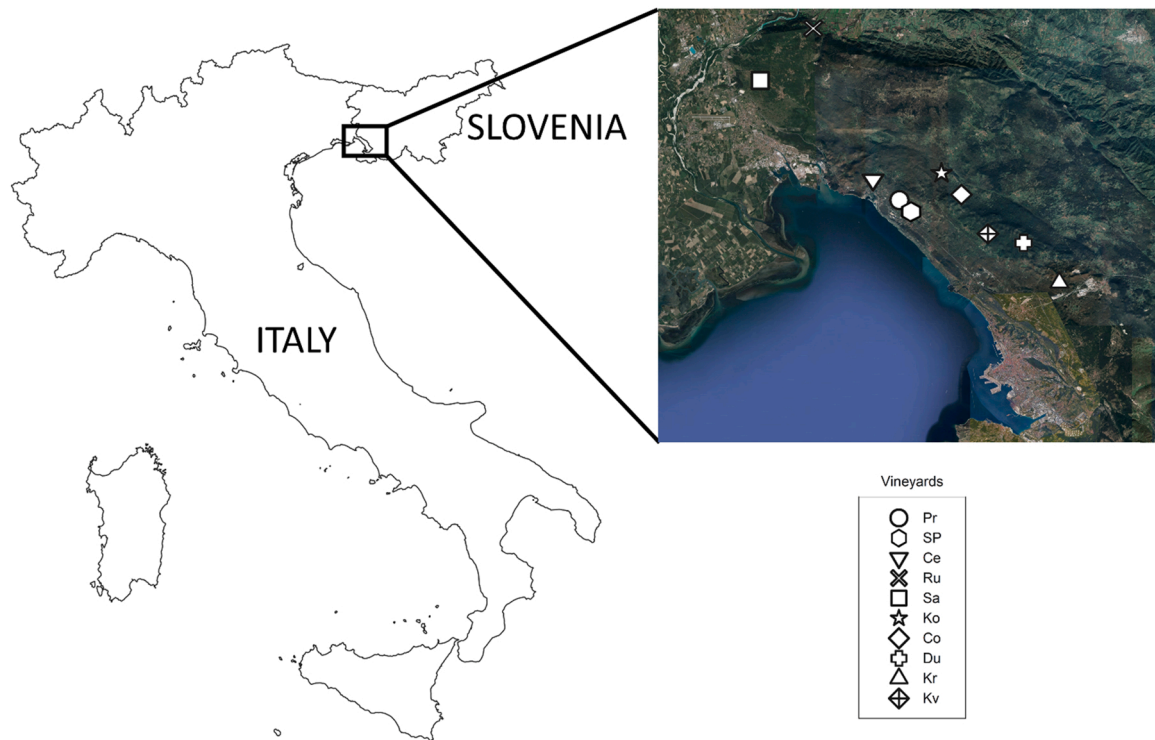 SLOVENIA
ITALY
Vineyards
Pr
SP
Ce
Ru
Sa
Ko
Co
Du
Kr
Kv